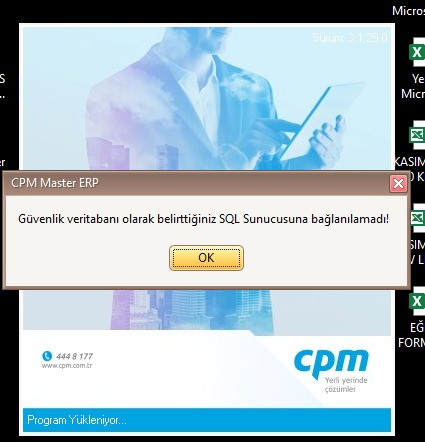 Micros
Sürüm: 3.1.25.0
S
...
Ye
Micr
er
KASIM
0 K
CPM Master ERP
Güvenlik veritabanı olarak belirttiğiniz SQL Sunucusuna bağlanılamadı!
OK
SIM
V L
EĞ
FORM
444 8 177
www.cpm.com.tr
cpm
Yerli yerinde
çözümler
Program Yükleniyor...